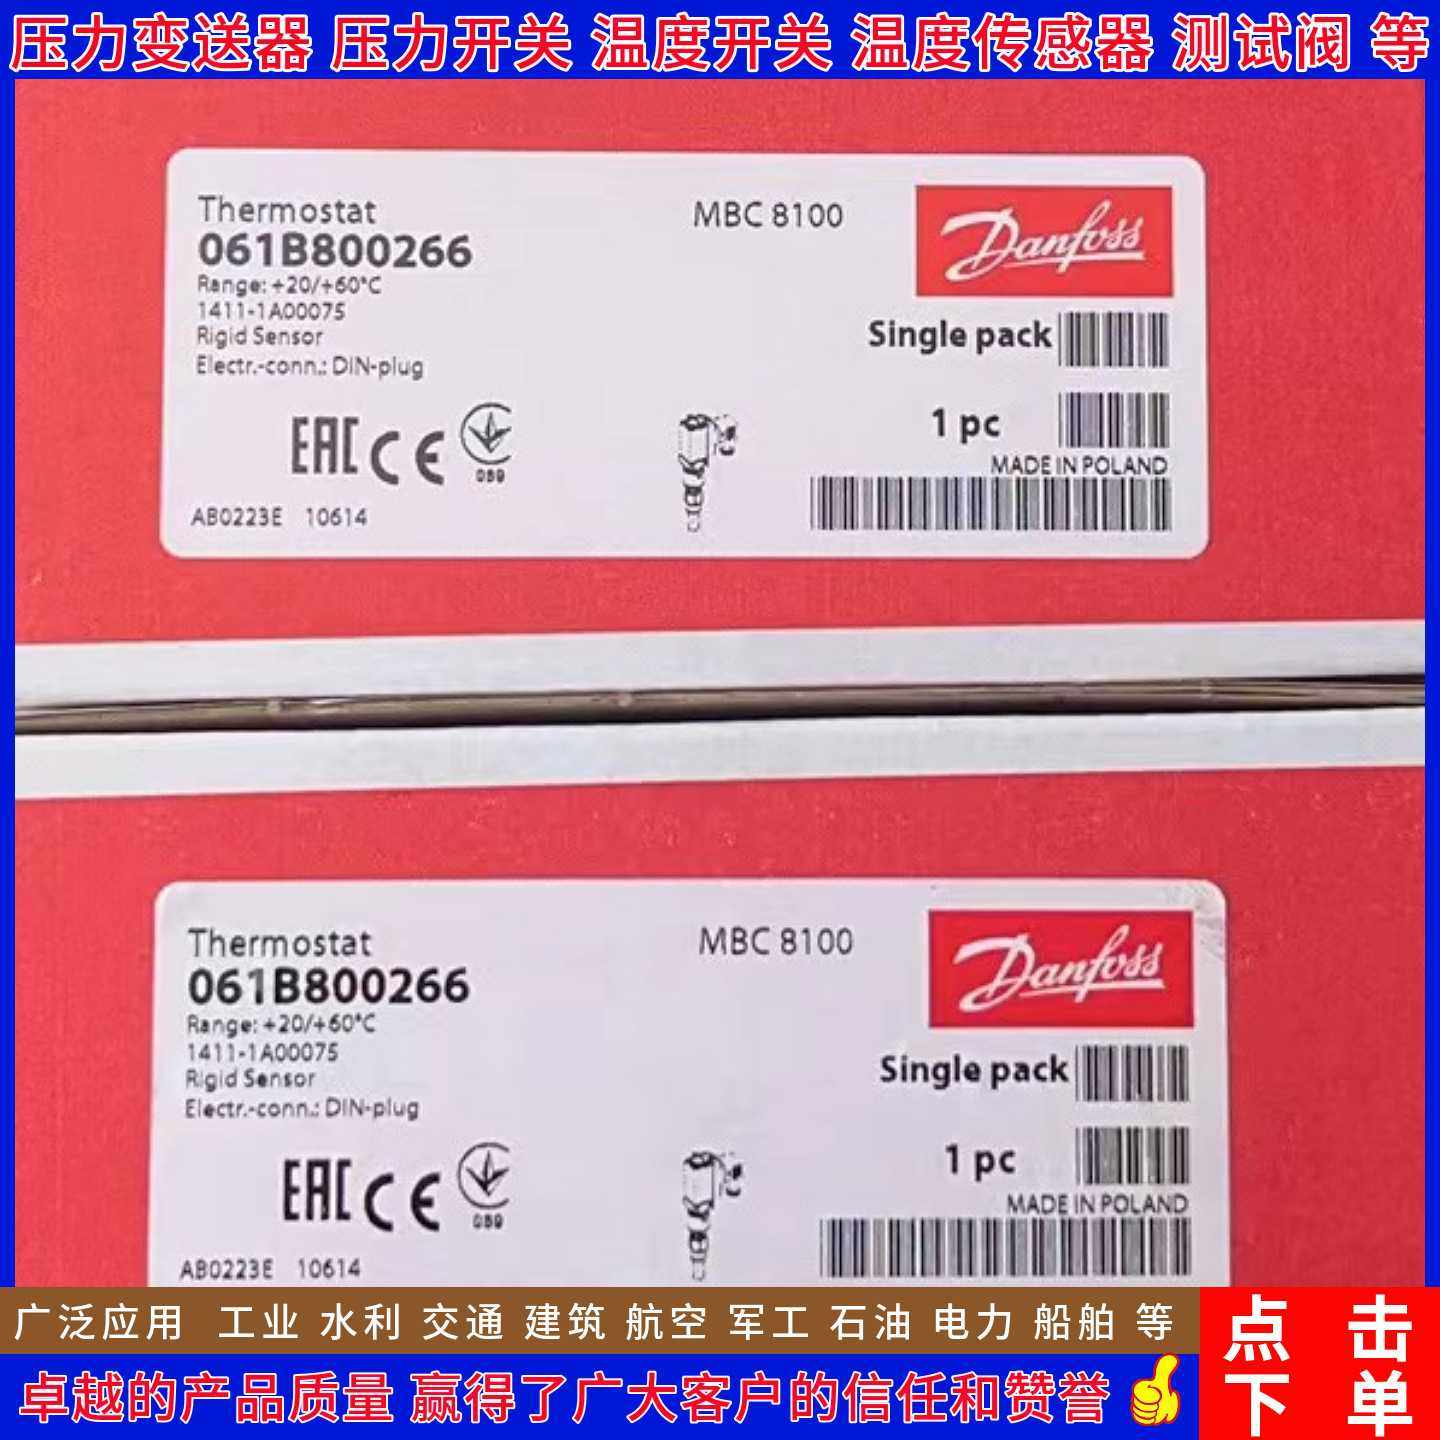 压力变送器 压力开关 温度开关 温度传感器 测试阀 等
Thermostat
061B800266
Range: +20/+60°C
1411-1A00075
Rigid Sensor
Electr.-conn.: DIN-plug
MBC 8100
Danfoss
Single pack
1 pc
MADE IN POLAND
EAC CE
089
AB0223E 10614
Thermostat
061B800266
Range: +20/+60°C
1411-1A00075
Rigid Sensor
Electr.-conn.: DIN-plug
MBC 8100
Danfoss
Single pack
1 pc
MADE IN POLAND
EAC CE
089
AB0223E 10614
广泛应用 工业 水利 交通 建筑 航空 军工 石油 电力 船舶 等
卓越的产品质量 赢得了广大客户的信任和赞誉
点击
下单